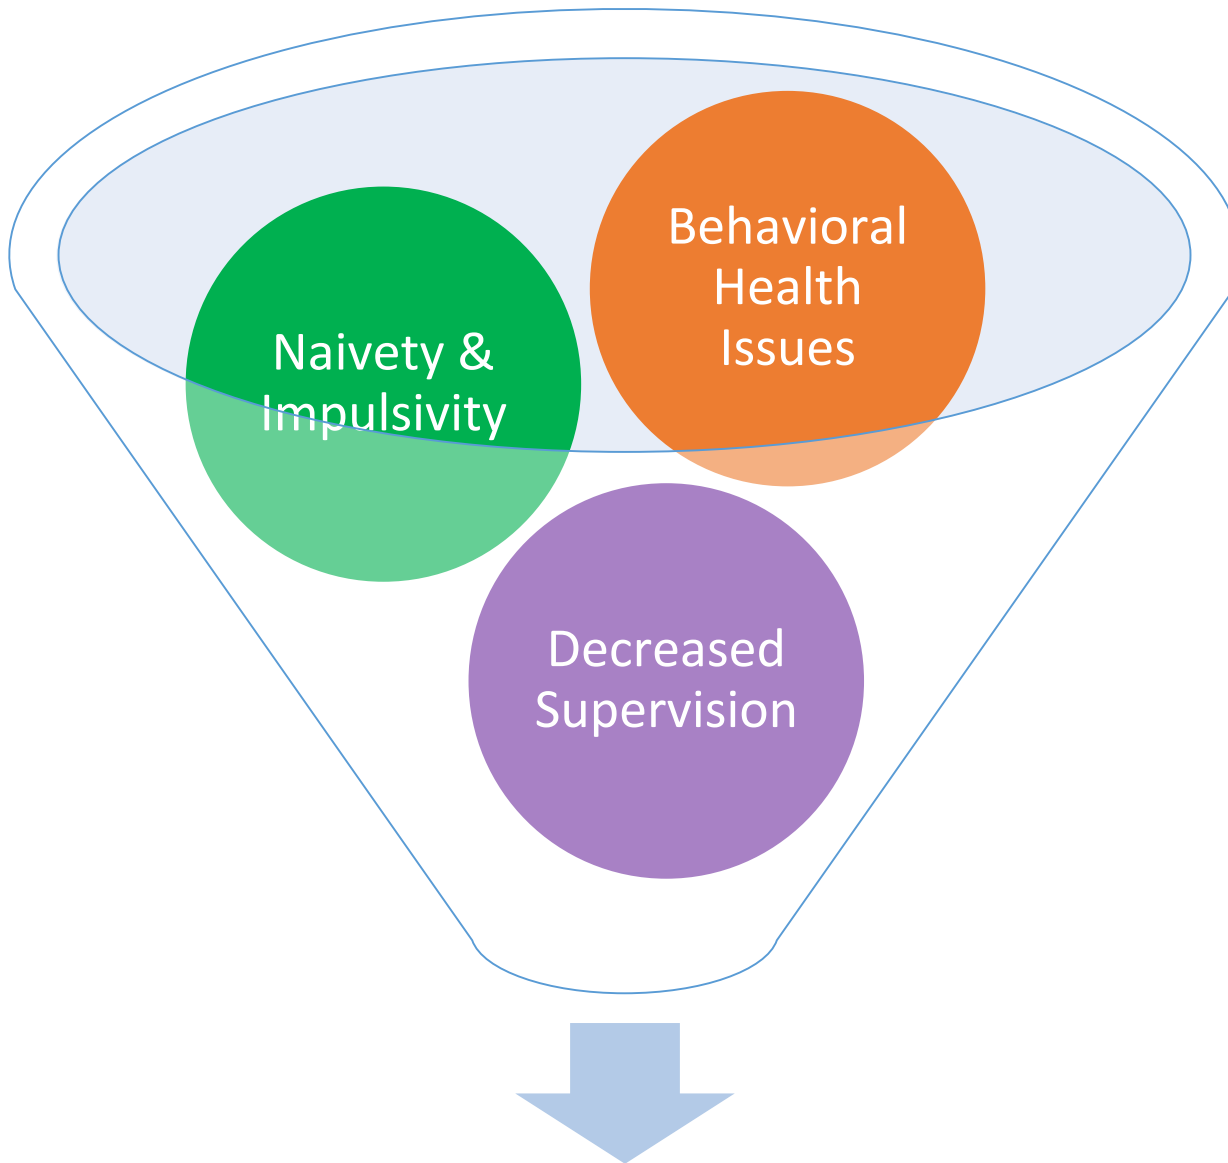 Behavioral
Health
Issues
Naivety &
Impulsivity
Decreased
Supervision